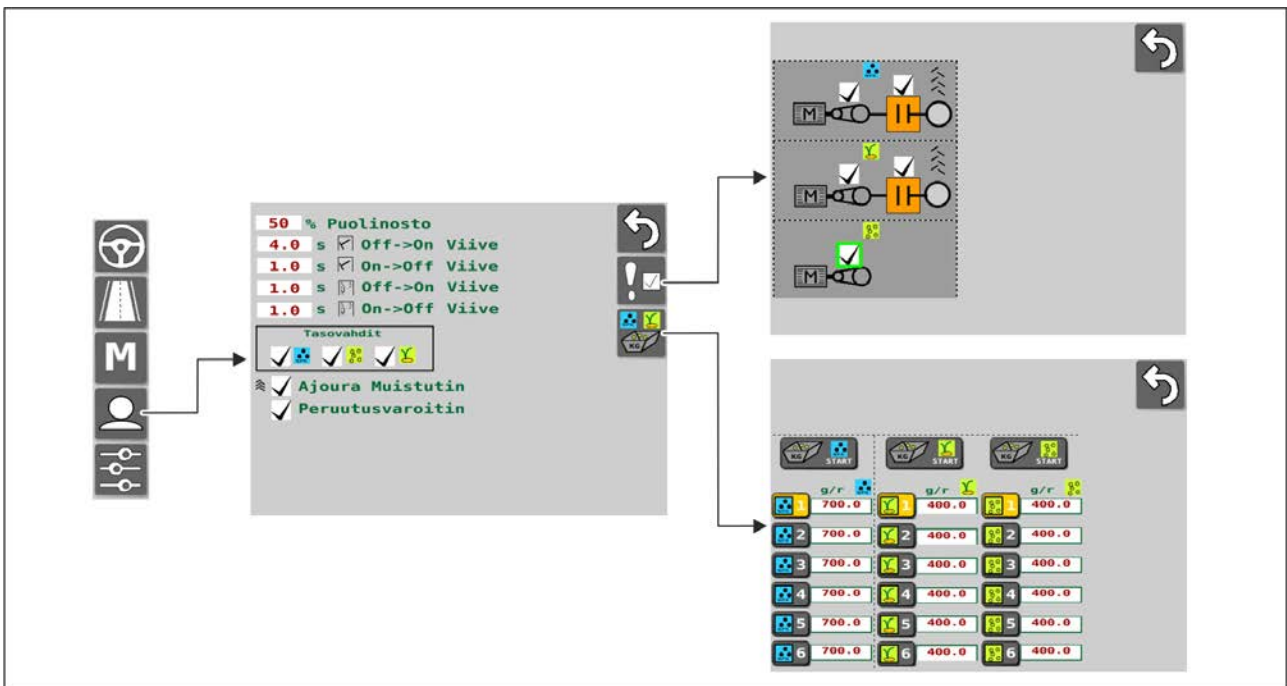 M
50 % Puolinosto
4.0 s Off->On Viive
1.0 s On->Off Viive
1.0 s Off->On Viive
1.0 s On->Off Viive
Tasovahdit
Ajoura Muistutin
Peruutusvaroitin
!
KG
M
M
M
KG START KG START KG START
g/r g/r g/r
1 700.0 1 400.0 1 400.0
2 700.0 2 400.0 2 400.0
3 700.0 3 400.0 3 400.0
4 700.0 4 400.0 4 400.0
5 700.0 5 400.0 5 400.0
6 700.0 6 400.0 6 400.0